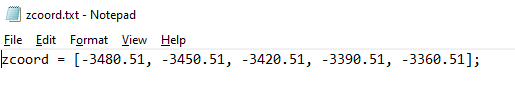 zcoord.txt - Notepad
File Edit Format View Help
zcoord = [-3480.51, -3450.51, -3420.51, -3390.51, -3360.51];